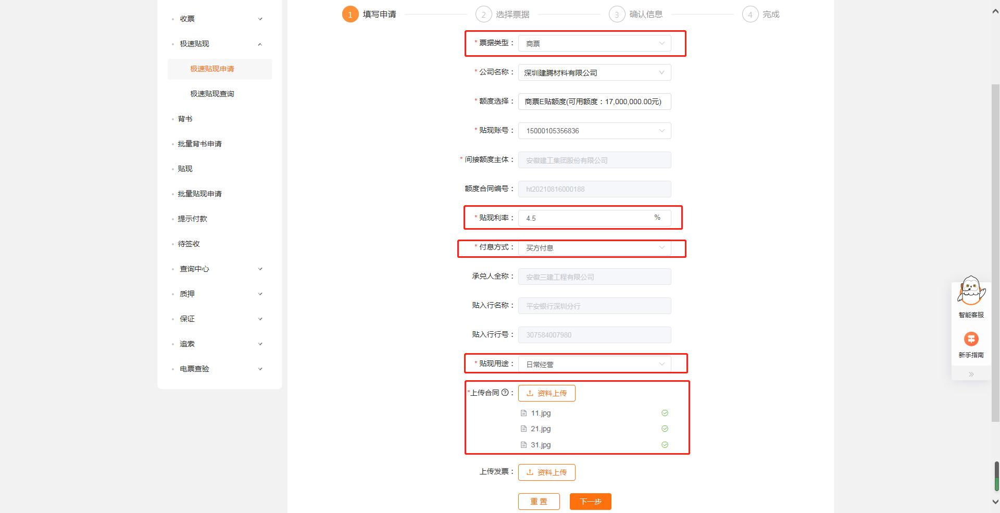 收票
极速贴现
极速贴现申请
极速贴现查询
背书
批量背书申请
贴现
批量贴现申请
提示付款
待签收
查询中心
质押
保证
追索
电票查验
1 填写申请
2 选择票据
3 确认信息
4 完成
* 票据类型： 商票
* 公司名称： 深圳建腾材料有限公司
* 额度选择： 商票E贴额度(可用额度：17,000,000.00元)
* 贴现账号： 15000105356836
* 间接额度主体： 安徽建工集团股份有限公司
额度合同编号： ht20210816000188
* 贴现利率： 4.5 %
* 付息方式： 买方付息
承兑人全称： 安徽三建工程有限公司
贴入行名称： 平安银行深圳分行
贴入行行号： 307584007980
* 贴现用途： 日常经营
*上传合同 ? ： 资料上传
11.jpg
21.jpg
31.jpg
上传发票： 资料上传
重 置 下一步
智能客服
新手指南